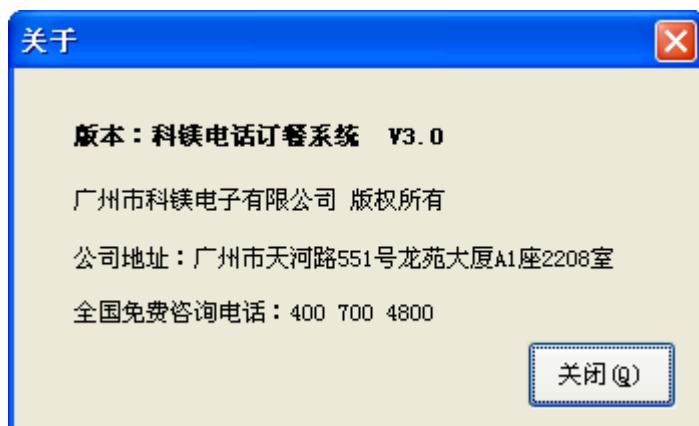 关于
版本：科镁电话订餐系统 V3.0
广州市科镁电子有限公司 版权所有
公司地址：广州市天河路551号龙苑大厦A1座2208室
全国免费咨询电话：400 700 4800
关闭(Q)